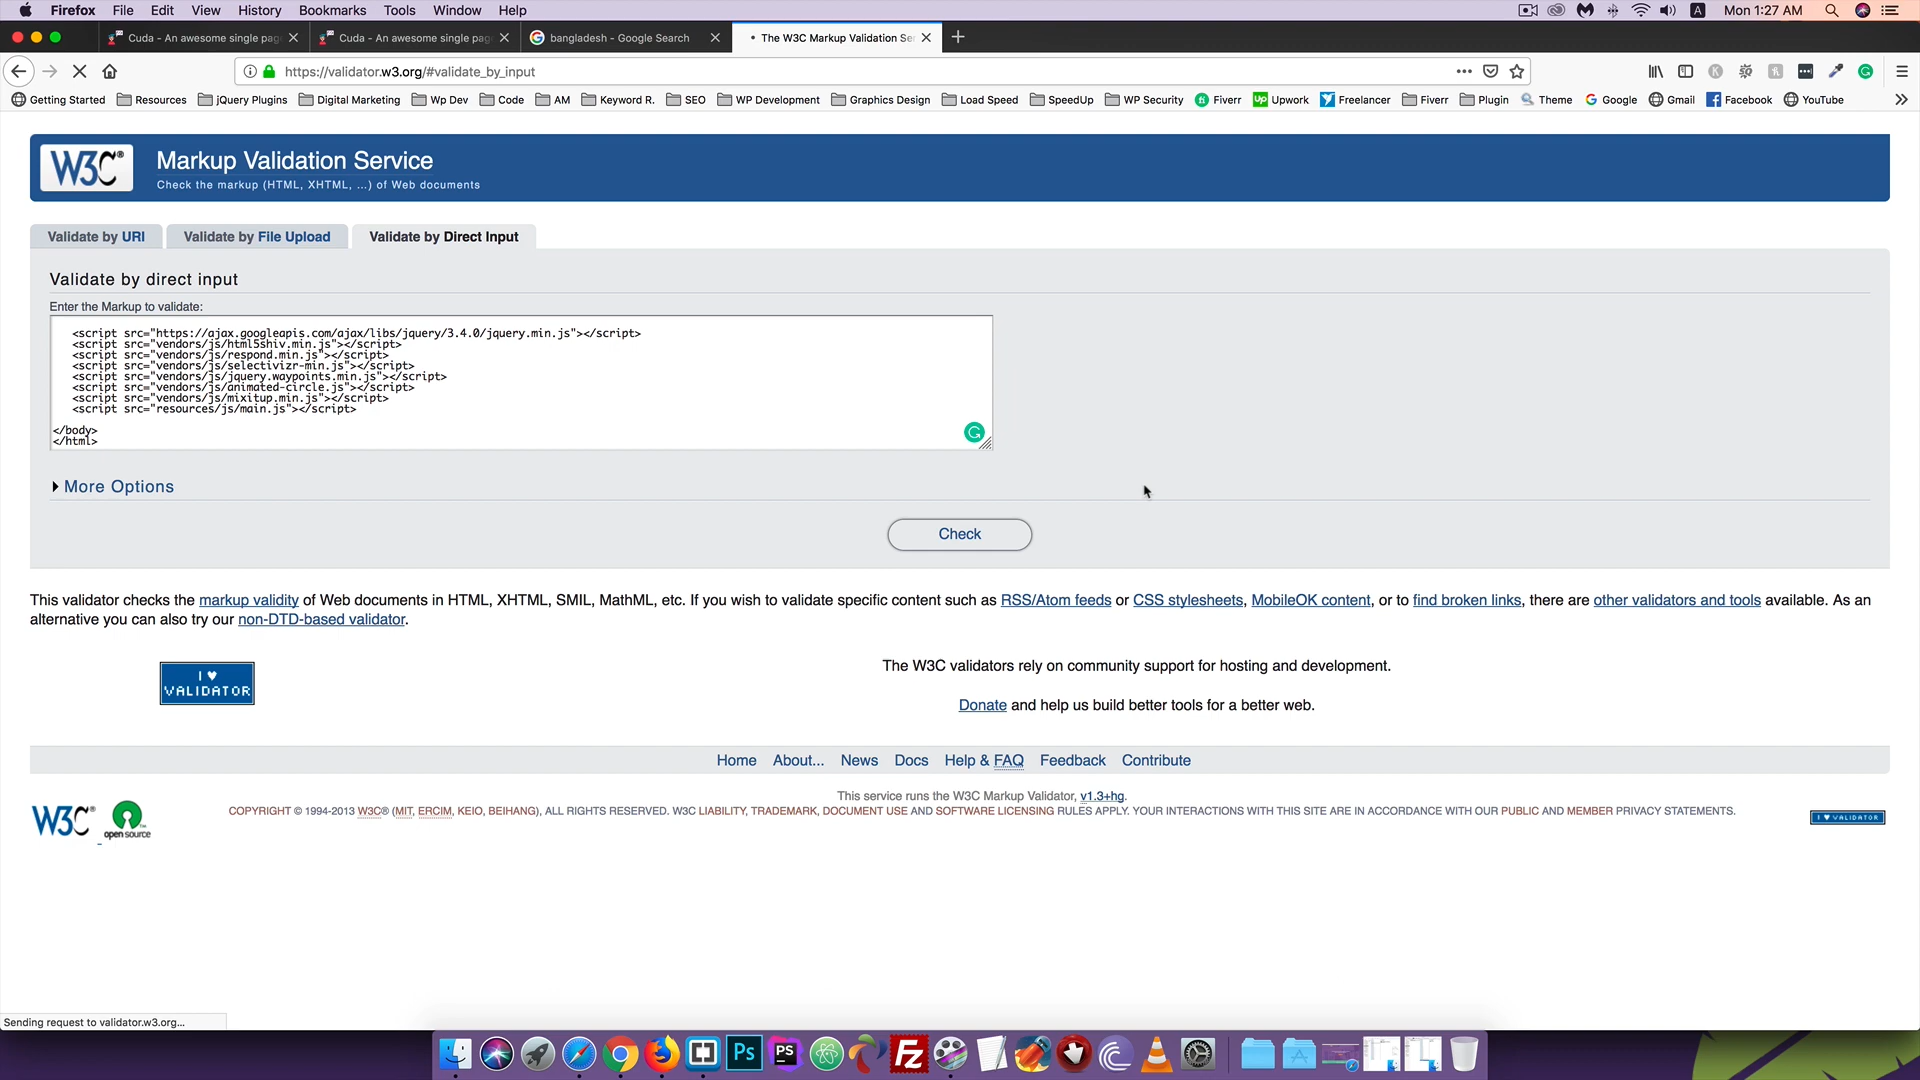 Firefox File Edit View History Bookmarks Tools Window Help
A Mon 1:27 AM
Cuda - An awesome single pag
Cuda - An awesome single pag
bangladesh - Google Search
The W3C Markup Validation Se
https://validator.w3.org/#validate_by_input
Getting Started Resources jQuery Plugins Digital Marketing Wp Dev Code AM Keyword R. SEO WP Development Graphics Design Load Speed SpeedUp WP Security Fiverr Upwork Freelancer Fiverr Plugin Theme Google Gmail Facebook YouTube
W3C®
Markup Validation Service
Check the markup (HTML, XHTML, ...) of Web documents
Validate by URI
Validate by File Upload
Validate by Direct Input
Validate by direct input
Enter the Markup to validate:
<script src="https://ajax.googleapis.com/ajax/libs/jquery/3.4.0/jquery.min.js"></script>
<script src="vendors/js/html5shiv.min.js"></script>
<script src="vendors/js/respond.min.js"></script>
<script src="vendors/js/selectivizr-min.js"></script>
<script src="vendors/js/jquery.waypoints.min.js"></script>
<script src="vendors/js/animated-circle.js"></script>
<script src="vendors/js/mixitup.min.js"></script>
<script src="resources/js/main.js"></script>
</body>
</html>
More Options
Check
This validator checks the markup validity of Web documents in HTML, XHTML, SMIL, MathML, etc. If you wish to validate specific content such as RSS/Atom feeds or CSS stylesheets, MobileOK content, or to find broken links, there are other validators and tools available. As an
alternative you can also try our non-DTD-based validator.
I ♥
VALIDATOR
The W3C validators rely on community support for hosting and development.
Donate and help us build better tools for a better web.
Home About... News Docs Help & FAQ Feedback Contribute
This service runs the W3C Markup Validator, v1.3+hg.
W3C®
open source
COPYRIGHT © 1994-2013 W3C® (MIT, ERCIM, KEIO, BEIHANG), ALL RIGHTS RESERVED. W3C LIABILITY, TRADEMARK, DOCUMENT USE AND SOFTWARE LICENSING RULES APPLY. YOUR INTERACTIONS WITH THIS SITE ARE IN ACCORDANCE WITH OUR PUBLIC AND MEMBER PRIVACY STATEMENTS.
I ♥ VALIDATOR
Sending request to validator.w3.org...
Ps
PS
FZ